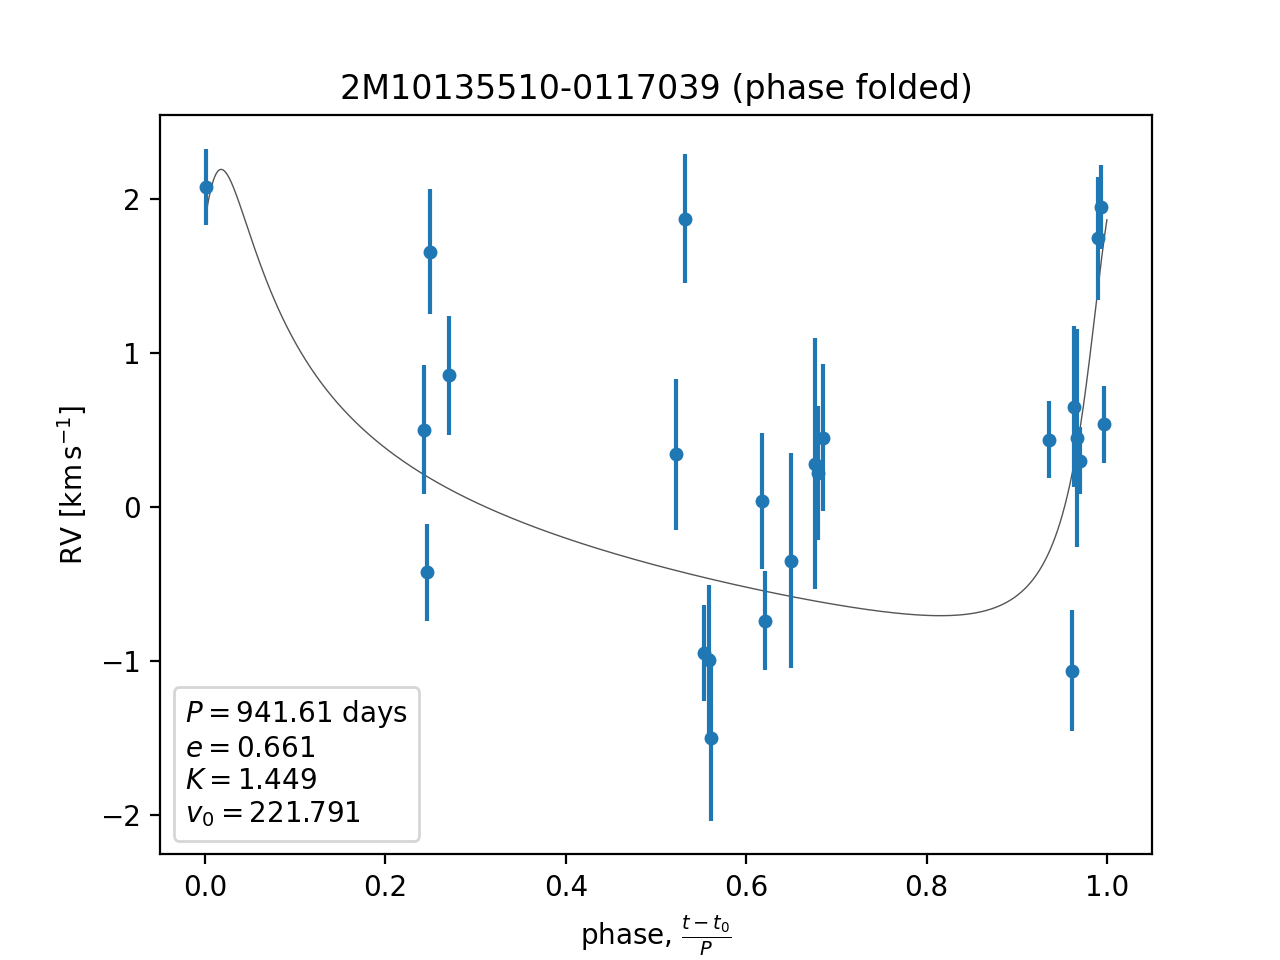 2M10135510-0117039 (phase folded)
RV [km s⁻¹]
2
1
0
−1
−2
P = 941.61 days
e = 0.661
K = 1.449
v₀ = 221.791
0.0 0.2 0.4 0.6 0.8 1.0
phase, (t − t₀)/P